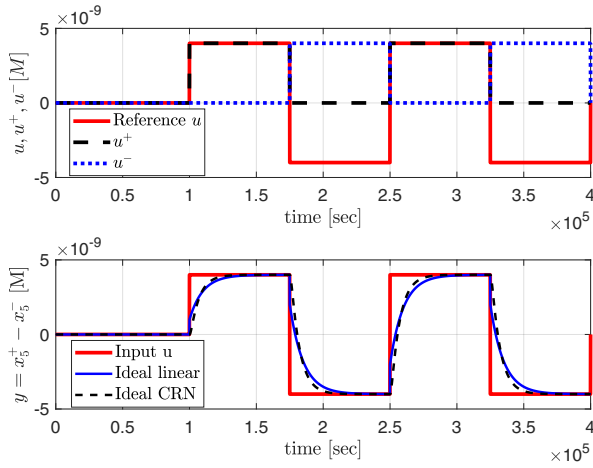 ×10⁻⁹
5
0
-5
u, u⁺, u⁻ [M]
Reference u
u⁺
u⁻
0 0.5 1 1.5 2 2.5 3 3.5 4
time [sec]
×10⁵
×10⁻⁹
5
0
-5
y = x₅⁺ − x₅⁻ [M]
Input u
Ideal linear
Ideal CRN
0 0.5 1 1.5 2 2.5 3 3.5 4
time [sec]
×10⁵